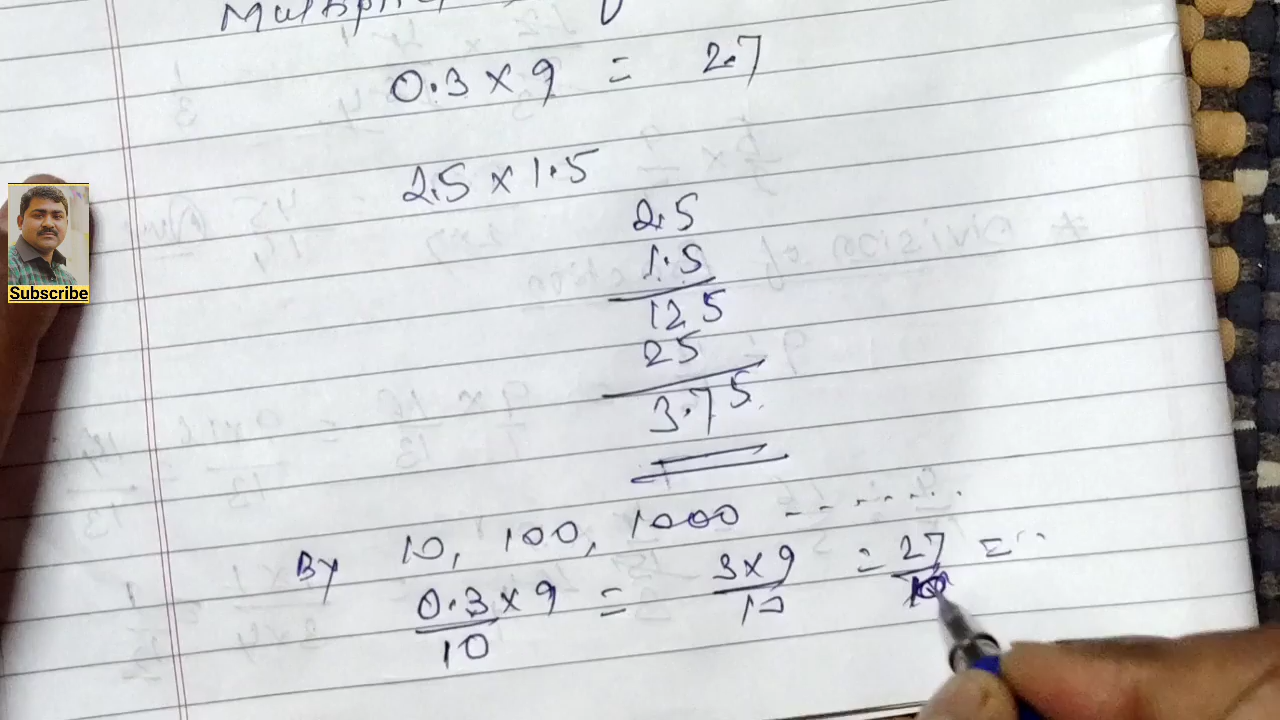 0.3 × 9 = 2.7
2.5 × 1.5
2.5
1.5
125
25
3.75
By 10, 100, 1000 ........
0.3 × 9 / 10 = 3 × 9 / 10 = 27 / 10 =
Subscribe